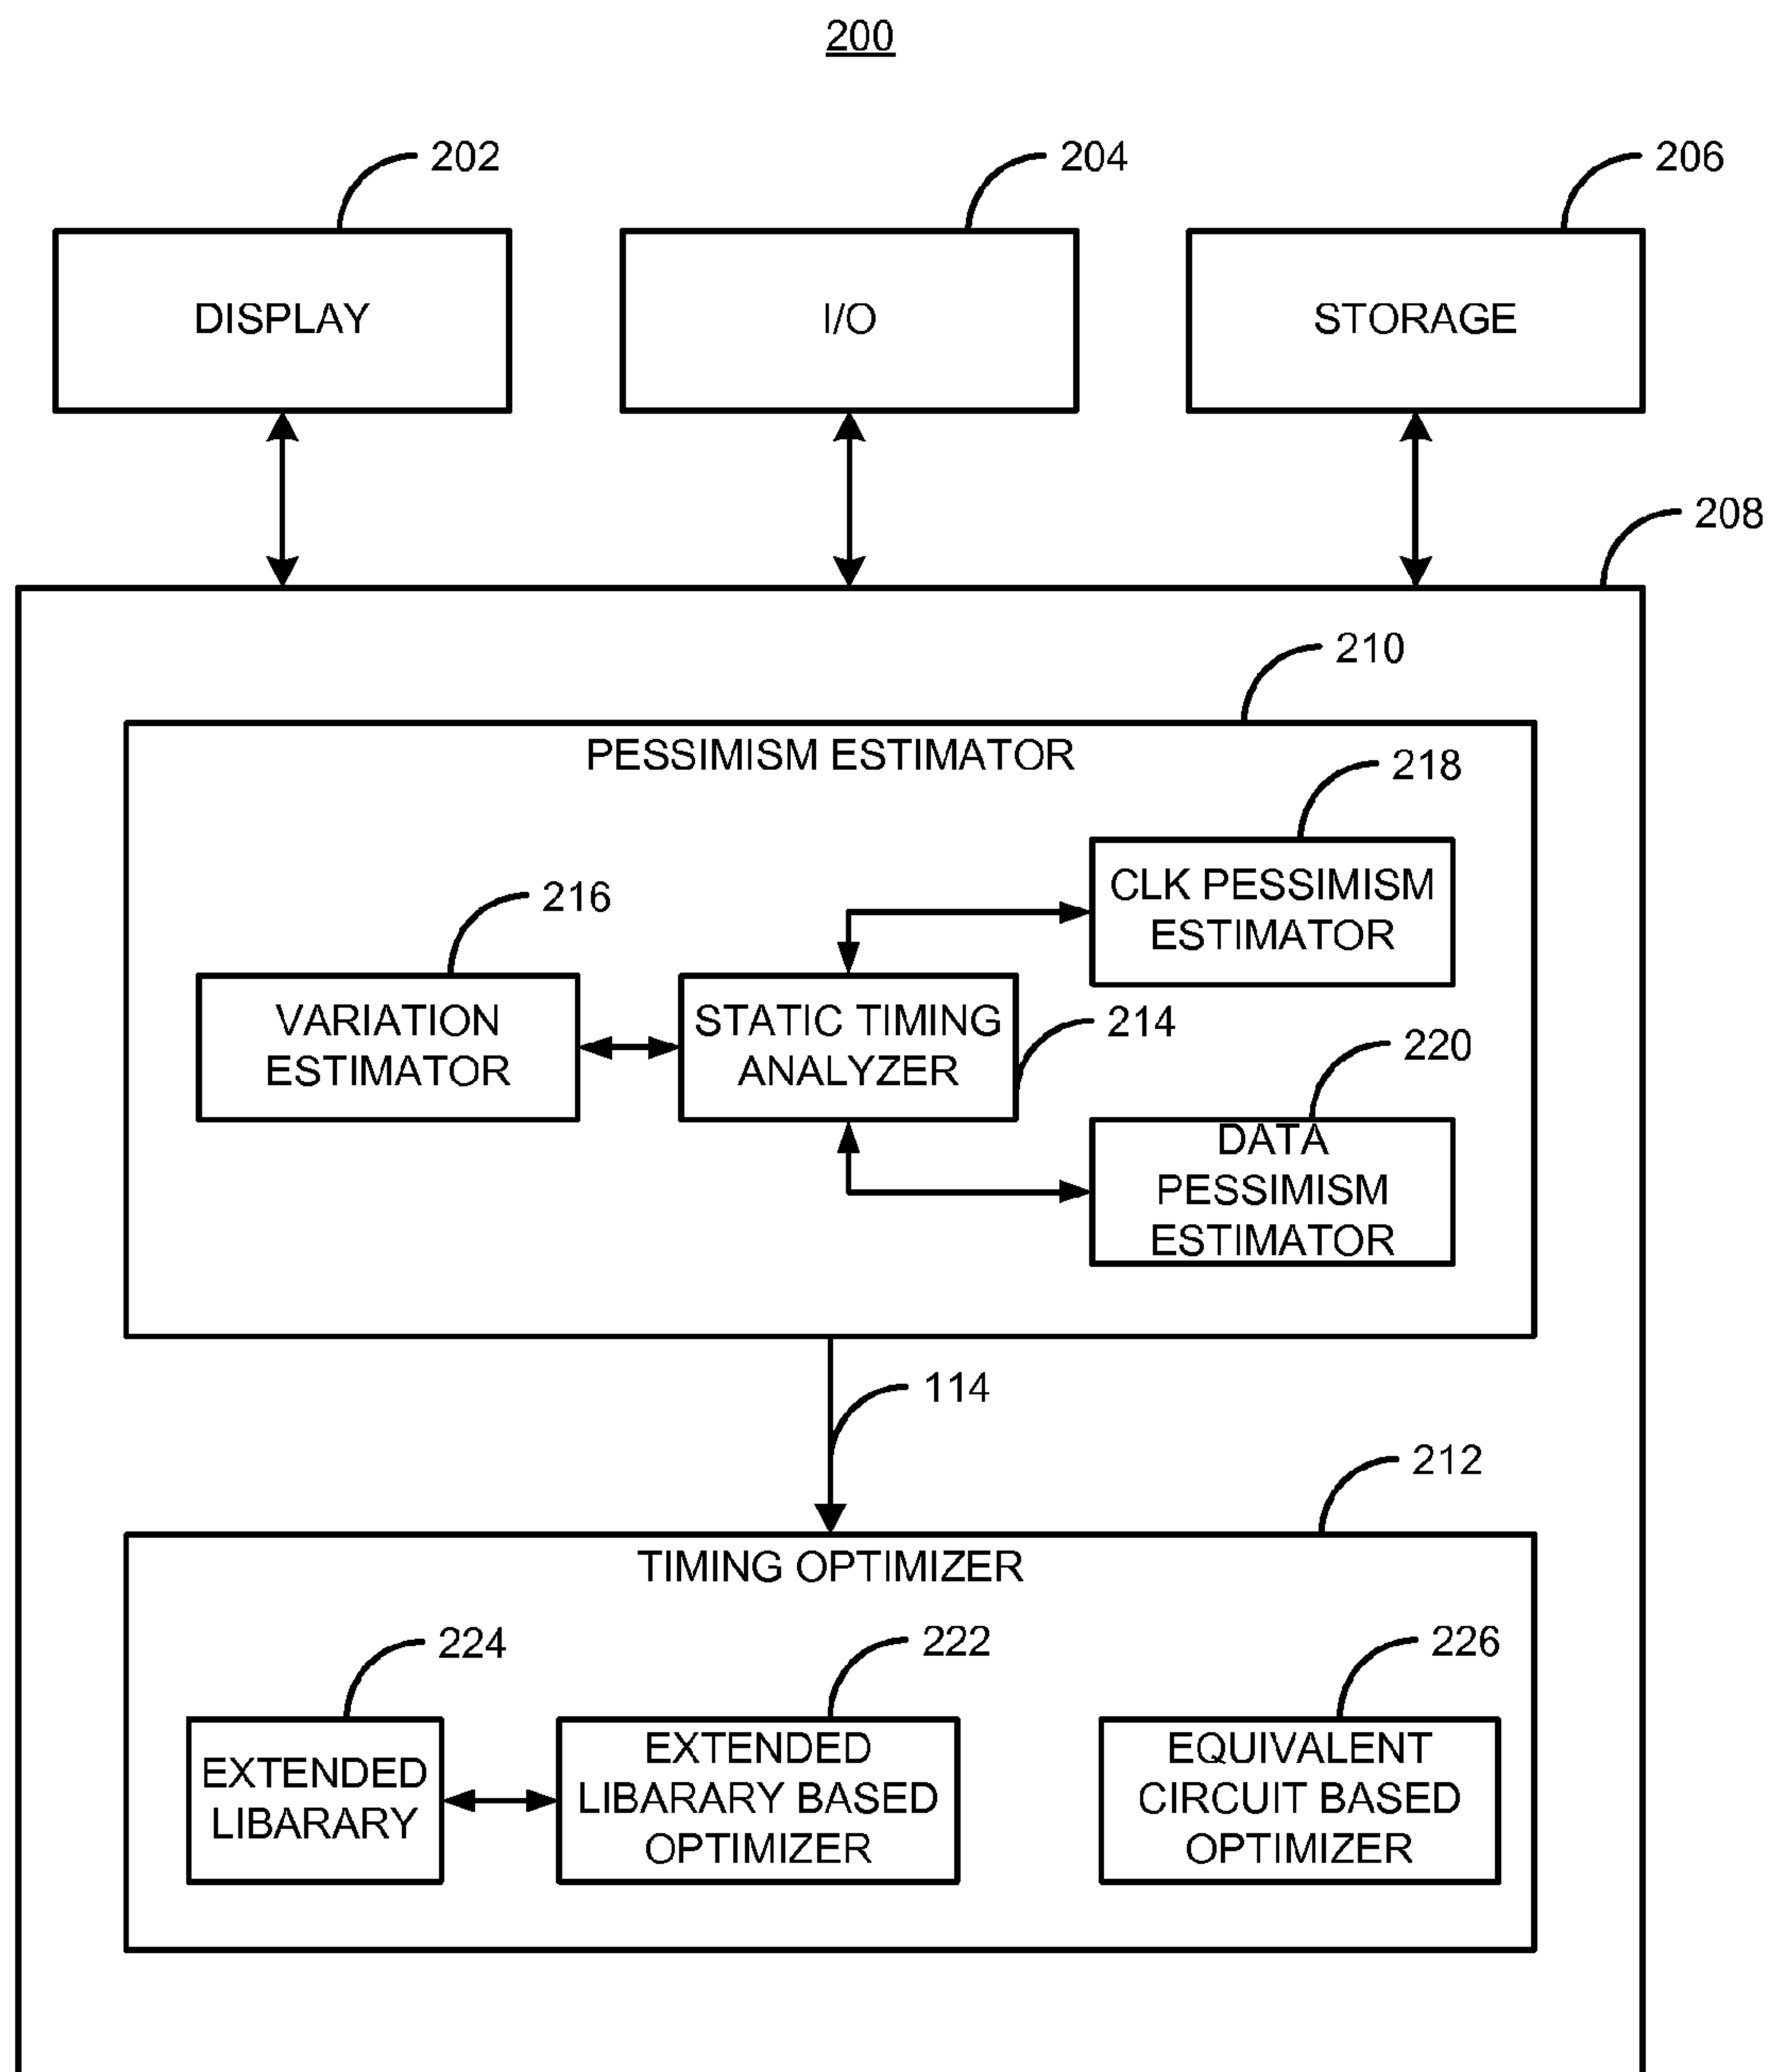 200
202
204
206
DISPLAY
I/O
STORAGE
208
210
PESSIMISM ESTIMATOR
218
CLK PESSIMISM
ESTIMATOR
216
VARIATION
ESTIMATOR
STATIC TIMING
ANALYZER
214
220
DATA
PESSIMISM
ESTIMATOR
114
212
TIMING OPTIMIZER
224
222
226
EXTENDED
LIBARARY
EXTENDED
LIBARARY BASED
OPTIMIZER
EQUIVALENT
CIRCUIT BASED
OPTIMIZER